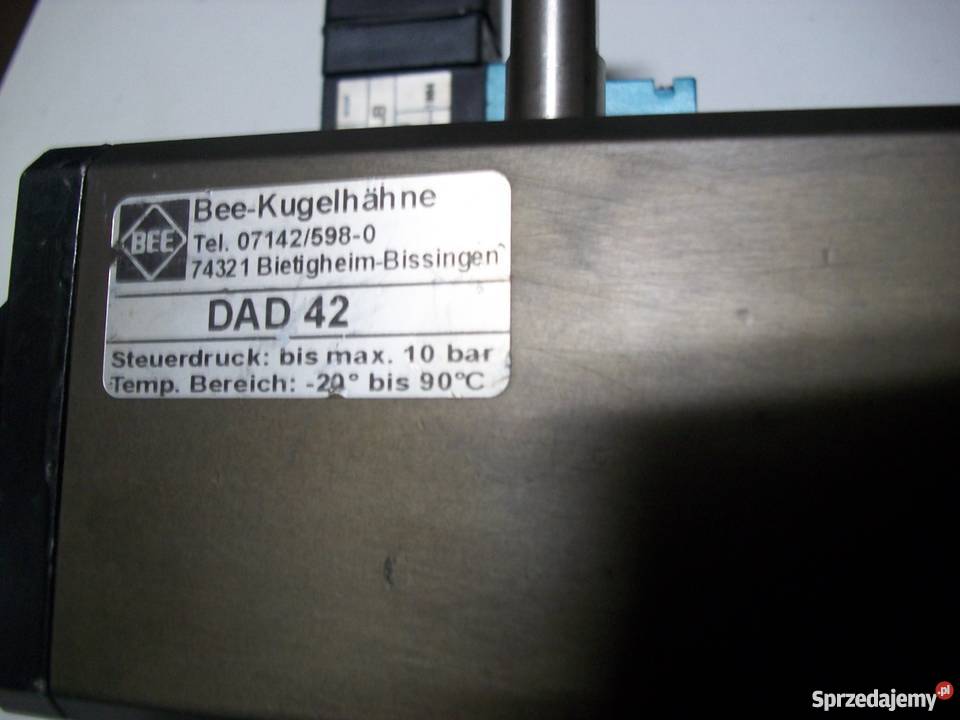 BEE
Bee-Kugelhähne
Tel. 07142/598-0
74321 Bietigheim-Bissingen
DAD 42
Steuerdruck: bis max. 10 bar
Temp. Bereich: -20° bis 90°C
Sprzedajemy.pl